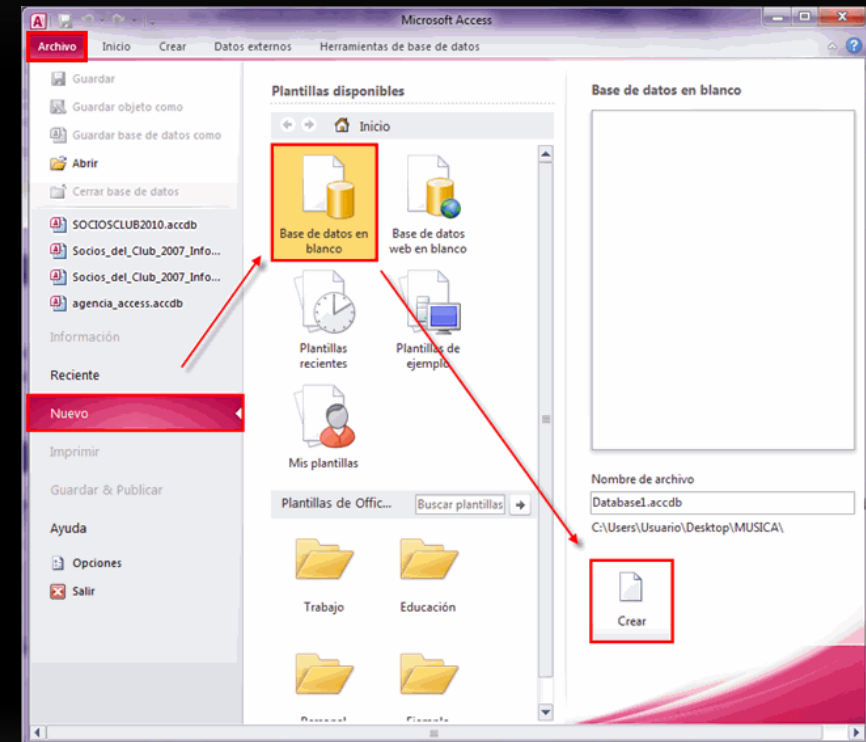 Microsoft Access
Archivo Inicio Crear Datos externos Herramientas de base de datos
Guardar
Guardar objeto como
Guardar base de datos como
Abrir
Cerrar base de datos
SOCIOSCLUB2010.accdb
Socios_del_Club_2007_Info...
Socios_del_Club_2007_Info...
agencia_access.accdb
Información
Reciente
Nuevo
Imprimir
Guardar & Publicar
Ayuda
Opciones
Salir
Plantillas disponibles
Inicio
Base de datos en
blanco
Base de datos
web en blanco
Plantillas
recientes
Plantillas de
ejemplo
Mis plantillas
Plantillas de Offic...
Buscar plantillas
Trabajo
Educación
Personal
Ejemplo
Base de datos en blanco
Nombre de archivo
Database1.accdb
C:\Users\Usuario\Desktop\MUSICA\
Crear